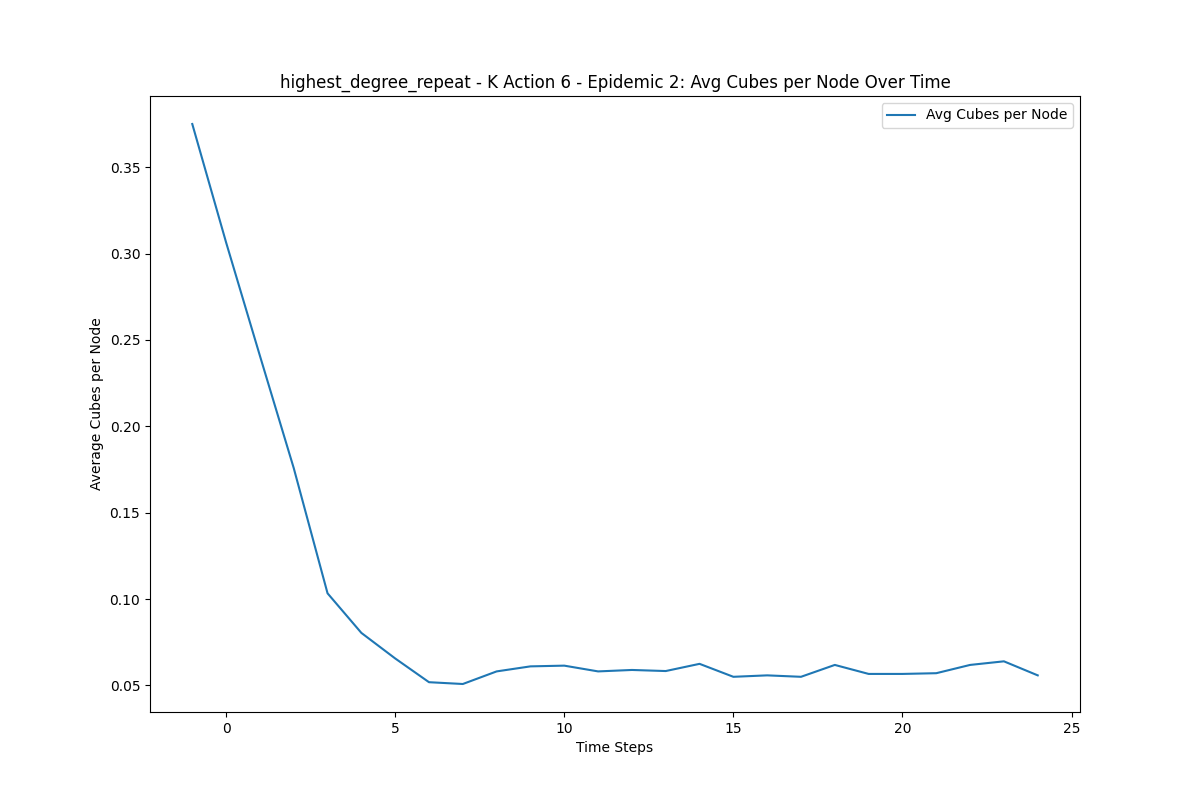 highest_degree_repeat - K Action 6 - Epidemic 2: Avg Cubes per Node Over Time
Avg Cubes per Node
0.35
0.30
0.25
0.20
0.15
0.10
0.05
Average Cubes per Node
0 5 10 15 20 25
Time Steps